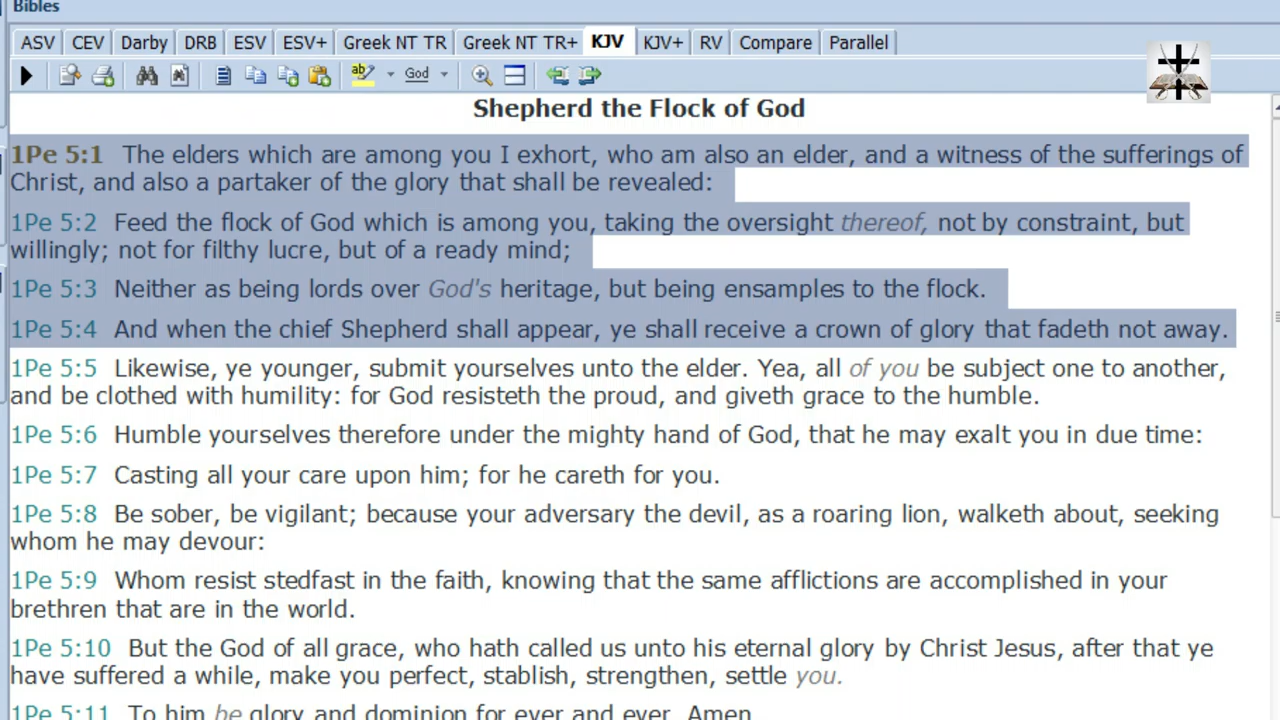 Bibles
ASV CEV Darby DRB ESV ESV+ Greek NT TR Greek NT TR+ KJV KJV+ RV Compare Parallel
ab God
Shepherd the Flock of God
1Pe 5:1 The elders which are among you I exhort, who am also an elder, and a witness of the sufferings of
Christ, and also a partaker of the glory that shall be revealed:
1Pe 5:2 Feed the flock of God which is among you, taking the oversight thereof, not by constraint, but
willingly; not for filthy lucre, but of a ready mind;
1Pe 5:3 Neither as being lords over God's heritage, but being ensamples to the flock.
1Pe 5:4 And when the chief Shepherd shall appear, ye shall receive a crown of glory that fadeth not away.
1Pe 5:5 Likewise, ye younger, submit yourselves unto the elder. Yea, all of you be subject one to another,
and be clothed with humility: for God resisteth the proud, and giveth grace to the humble.
1Pe 5:6 Humble yourselves therefore under the mighty hand of God, that he may exalt you in due time:
1Pe 5:7 Casting all your care upon him; for he careth for you.
1Pe 5:8 Be sober, be vigilant; because your adversary the devil, as a roaring lion, walketh about, seeking
whom he may devour:
1Pe 5:9 Whom resist stedfast in the faith, knowing that the same afflictions are accomplished in your
brethren that are in the world.
1Pe 5:10 But the God of all grace, who hath called us unto his eternal glory by Christ Jesus, after that ye
have suffered a while, make you perfect, stablish, strengthen, settle you.
1Pe 5:11 To him be glory and dominion for ever and ever. Amen.